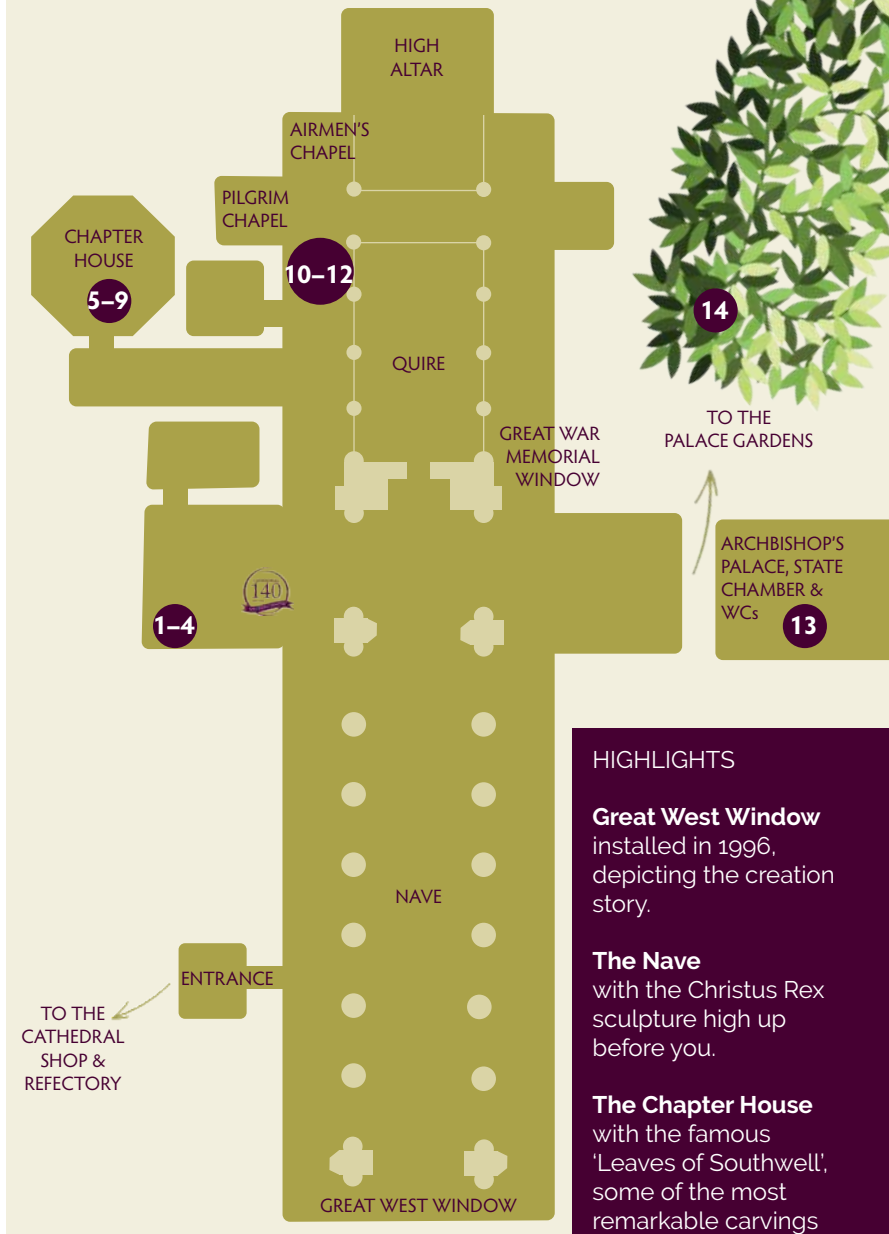 HIGH
ALTAR
AIRMEN'S
CHAPEL
PILGRIM
CHAPEL
CHAPTER
HOUSE
5–9
10–12
14
QUIRE
TO THE
PALACE GARDENS
GREAT WAR
MEMORIAL
WINDOW
ARCHBISHOP'S
PALACE, STATE
CHAMBER &
WCs
13
140
1–4
NAVE
ENTRANCE
TO THE
CATHEDRAL
SHOP &
REFECTORY
GREAT WEST WINDOW
HIGHLIGHTS
Great West Window
installed in 1996,
depicting the creation
story.
The Nave
with the Christus Rex
sculpture high up
before you.
The Chapter House
with the famous
‘Leaves of Southwell’,
some of the most
remarkable carvings